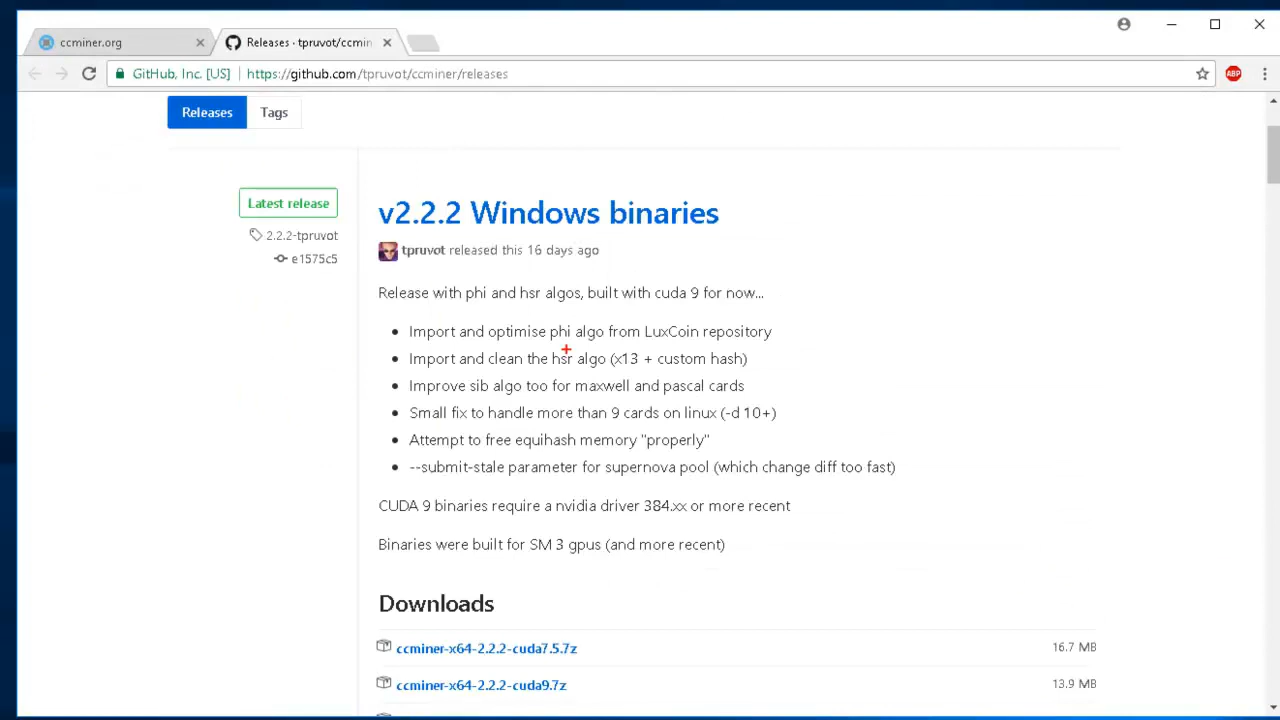 ccminer.org
Releases · tpruvot/ccmin
GitHub, Inc. [US]
https://github.com/tpruvot/ccminer/releases
ABP
Releases
Tags
Latest release
2.2.2-tpruvot
e1575c5
v2.2.2 Windows binaries
tpruvot released this 16 days ago
Release with phi and hsr algos, built with cuda 9 for now...
Import and optimise phi algo from LuxCoin repository
Import and clean the hsr algo (x13 + custom hash)
Improve sib algo too for maxwell and pascal cards
Small fix to handle more than 9 cards on linux (-d 10+)
Attempt to free equihash memory "properly"
--submit-stale parameter for supernova pool (which change diff too fast)
CUDA 9 binaries require a nvidia driver 384.xx or more recent
Binaries were built for SM 3 gpus (and more recent)
Downloads
ccminer-x64-2.2.2-cuda7.5.7z
16.7 MB
ccminer-x64-2.2.2-cuda9.7z
13.9 MB